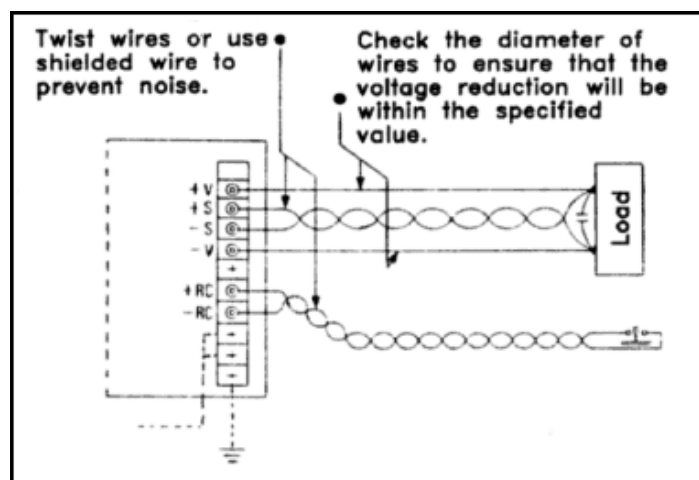 Twist wires or use
shielded wire to
prevent noise.
Check the diameter of
wires to ensure that the
voltage reduction will be
within the specified
value.
+V
+S
-S
-V
+RC
-RC
Load